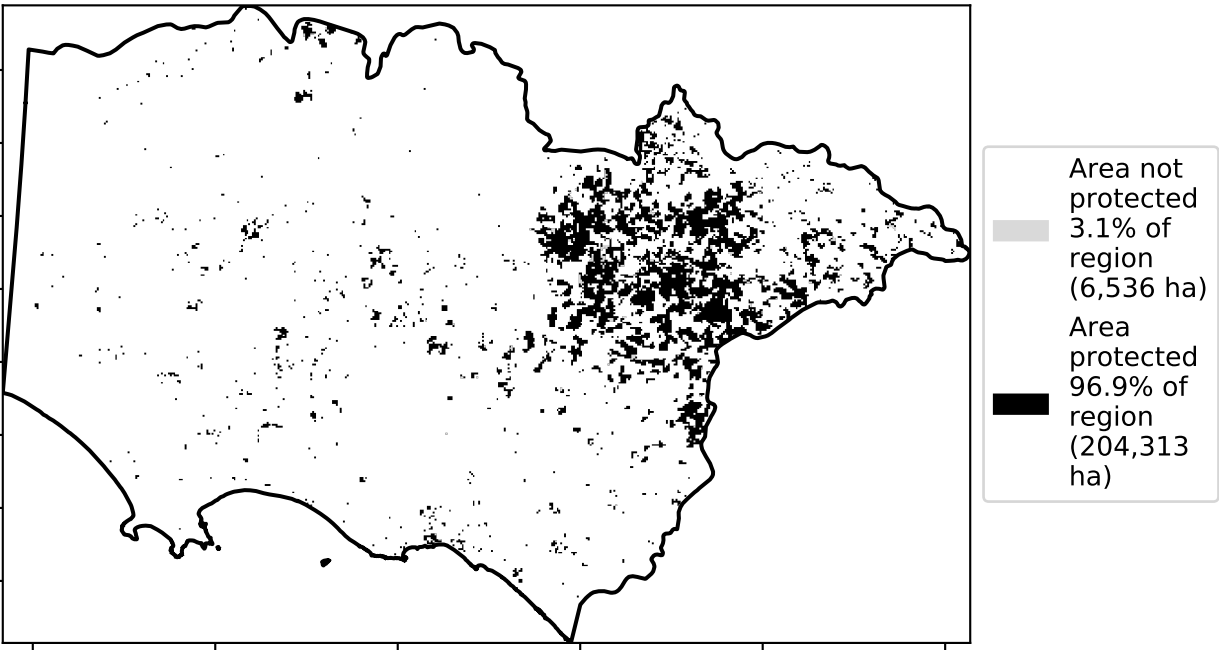 Area not
protected
3.1% of
region
(6,536 ha)
Area
protected
96.9% of
region
(204,313
ha)